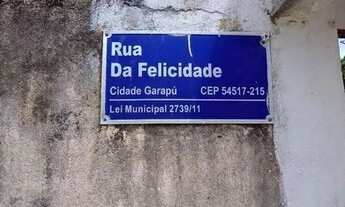 Rua
Da Felicidade
Cidade Garapú CEP 54517-215
Lei Municipal 2739/11